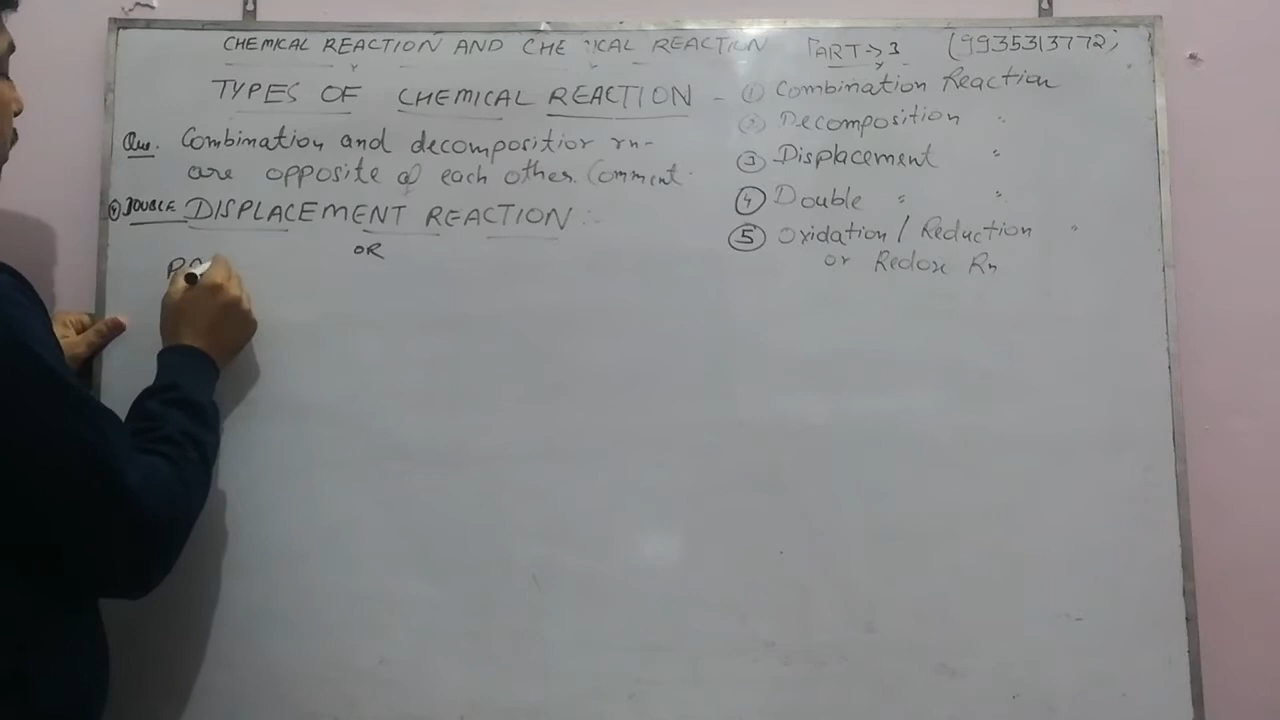 CHEMICAL REACTION AND CHE ICAL REACTION PART → 3 (9935313772)
TYPES OF CHEMICAL REACTION - ① Combination Reaction
② Decomposition "
③ Displacement "
④ Double " "
⑤ Oxidation / Reduction "
or Redox Rn
Que. Combination and decomposition rn-
are opposite of each other. Comment.
④ DOUBLE DISPLACEMENT REACTION :-
OR